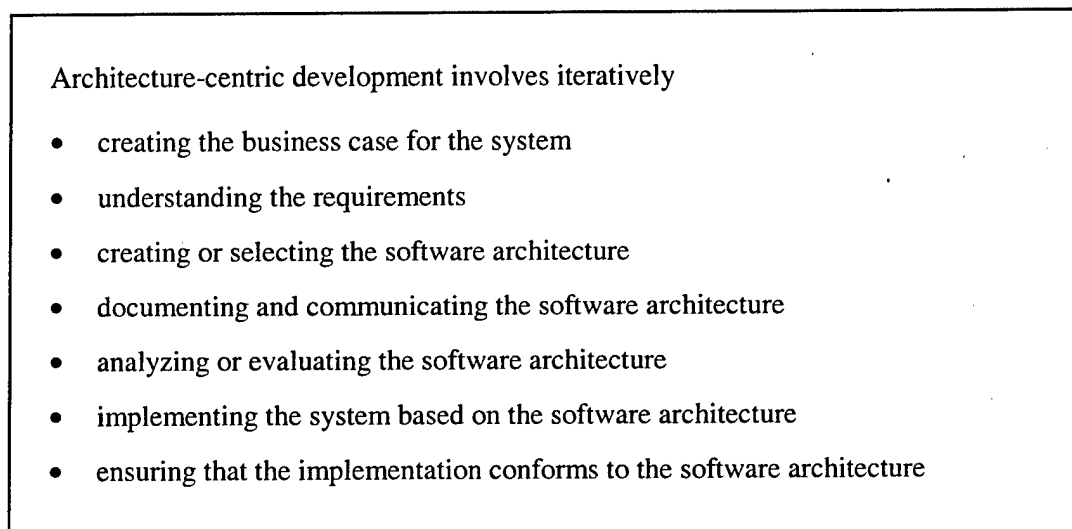 Architecture-centric development involves iteratively
• creating the business case for the system
• understanding the requirements
• creating or selecting the software architecture
• documenting and communicating the software architecture
• analyzing or evaluating the software architecture
• implementing the system based on the software architecture
• ensuring that the implementation conforms to the software architecture